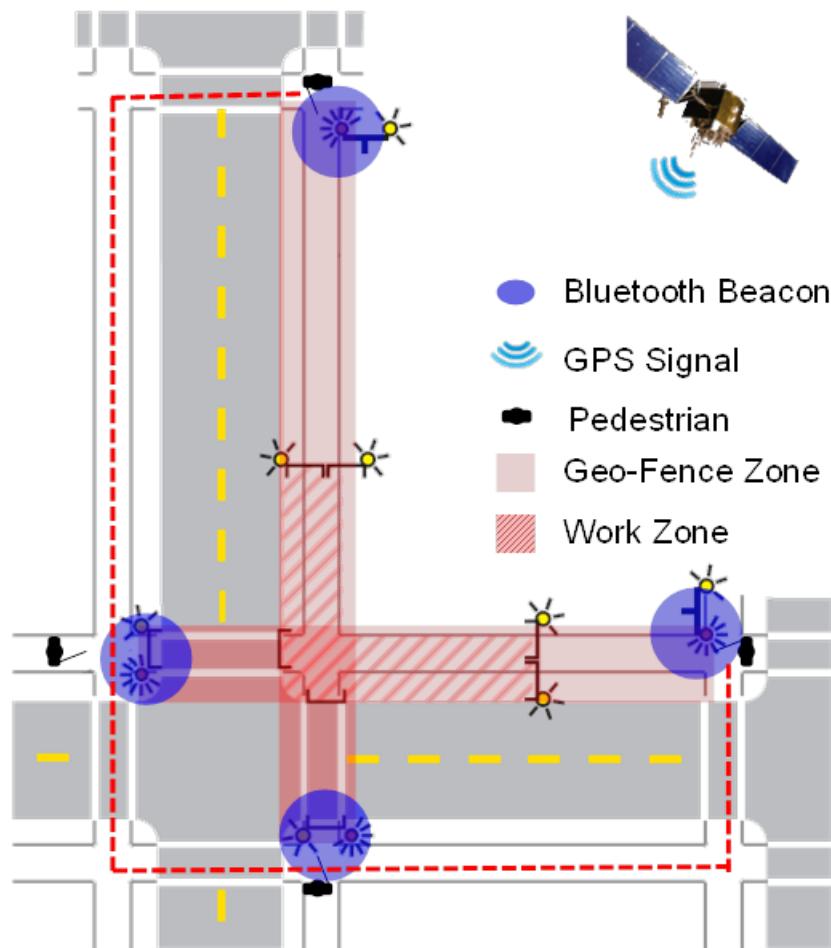 Bluetooth Beacon
GPS Signal
Pedestrian
Geo-Fence Zone
Work Zone